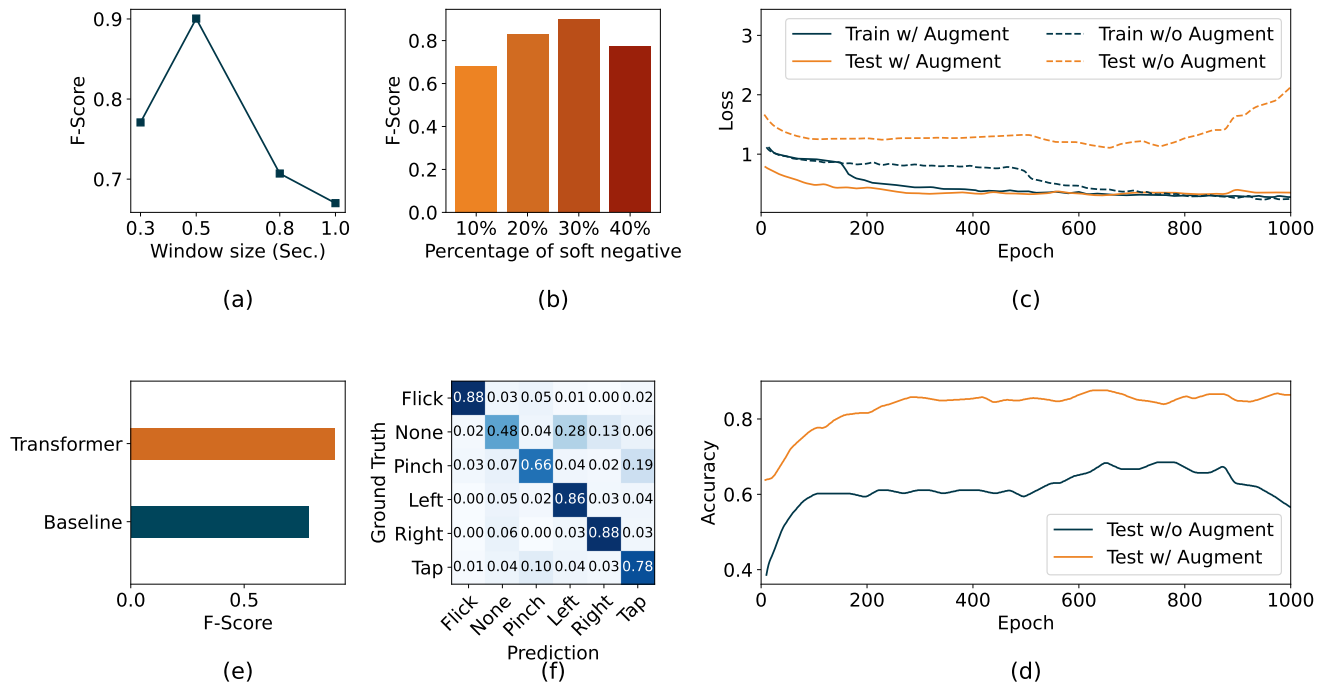 0.9
0.8
0.7
F-Score
0.3 0.5 0.8 1.0
Window size (Sec.)
(a)
0.8
0.6
0.4
0.2
0.0
F-Score
10% 20% 30% 40%
Percentage of soft negative
(b)
3
2
1
Loss
Train w/ Augment
Test w/ Augment
Train w/o Augment
Test w/o Augment
0 200 400 600 800 1000
Epoch
(c)
Transformer
Baseline
0.0 0.5
F-Score
(e)
Ground Truth
Flick 0.88 0.03 0.05 0.01 0.00 0.02
None 0.02 0.48 0.04 0.28 0.13 0.06
Pinch 0.03 0.07 0.66 0.04 0.02 0.19
Left 0.00 0.05 0.02 0.86 0.03 0.04
Right 0.00 0.06 0.00 0.03 0.88 0.03
Tap 0.01 0.04 0.10 0.04 0.03 0.78
Flick None Pinch Left Right Tap
Prediction
(f)
0.8
0.6
0.4
Accuracy
Test w/o Augment
Test w/ Augment
0 200 400 600 800 1000
Epoch
(d)